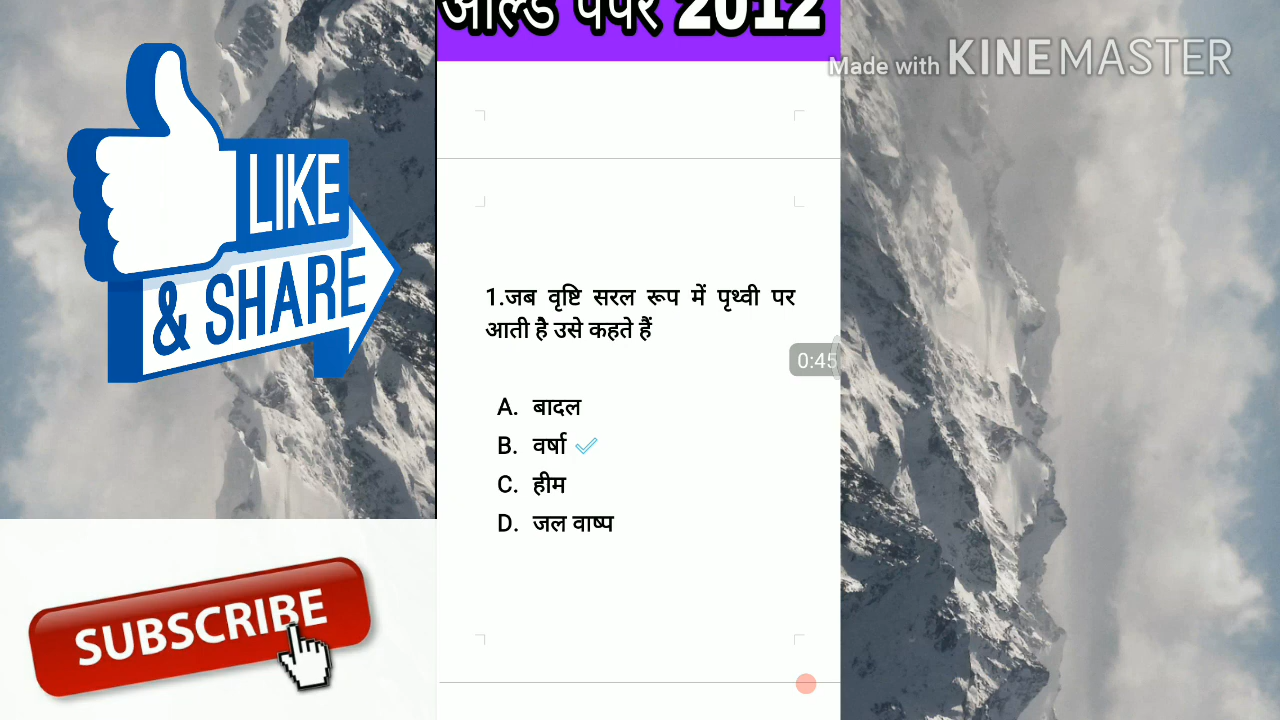 ओल्ड पेपर 2012
Made with KINEMASTER
LIKE
& SHARE
1.जब वृष्टि सरल रूप में पृथ्वी पर
आती है उसे कहते हैं
0:45
A. बादल
B. वर्षा
C. हीम
D. जल वाष्प
SUBSCRIBE